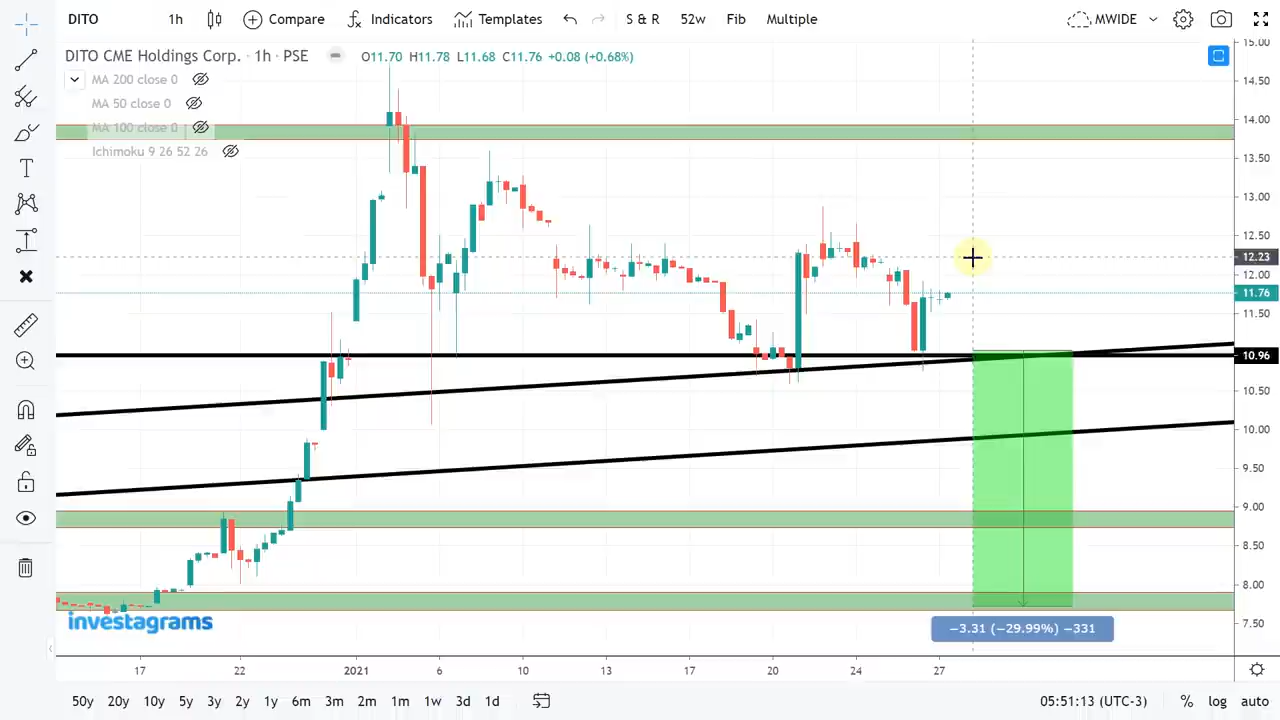 DITO 1h Compare Indicators Templates S & R 52w Fib Multiple MWIDE
DITO CME Holdings Corp. · 1h · PSE O11.70 H11.78 L11.68 C11.76 +0.08 (+0.68%)
MA 200 close 0
MA 50 close 0
MA 100 close 0
Ichimoku 9 26 52 26
15.00
14.50
14.00
13.50
13.00
12.50
12.23
12.00
11.76
11.50
10.96
10.50
10.00
9.50
9.00
8.50
8.00
7.50
investagrams
−3.31 (−29.99%) −331
17 22 2021 6 10 13 17 20 24 27
50y 20y 10y 5y 3y 2y 1y 6m 3m 2m 1m 1w 3d 1d 05:51:13 (UTC-3) % log auto